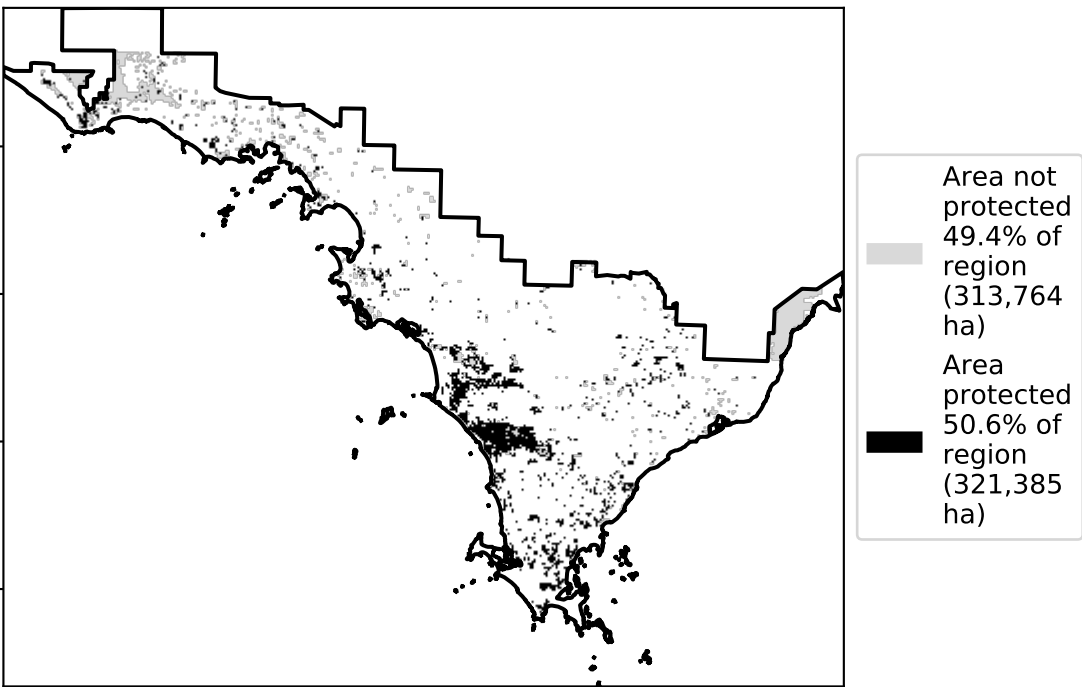 Area not
protected
49.4% of
region
(313,764
ha)
Area
protected
50.6% of
region
(321,385
ha)